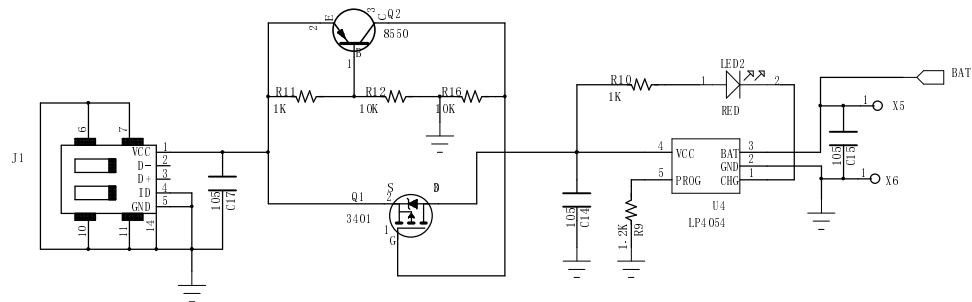 E
3
C
Q2
2
8550
B
1
R11
R12
R16
1K
10K
10K
LED2
R10
1
2
1K
RED
BAT
1
X5
105
C15
1
X6
6
7
J1
VCC
1
D-
2
D+
3
ID
4
GND
5
10
11
14
105
C17
Q1
S
2
3401
1
G
4
VCC
BAT
3
GND
2
5
PROG
CHG
1
U4
LP4054
105
C14
1-2K
R9